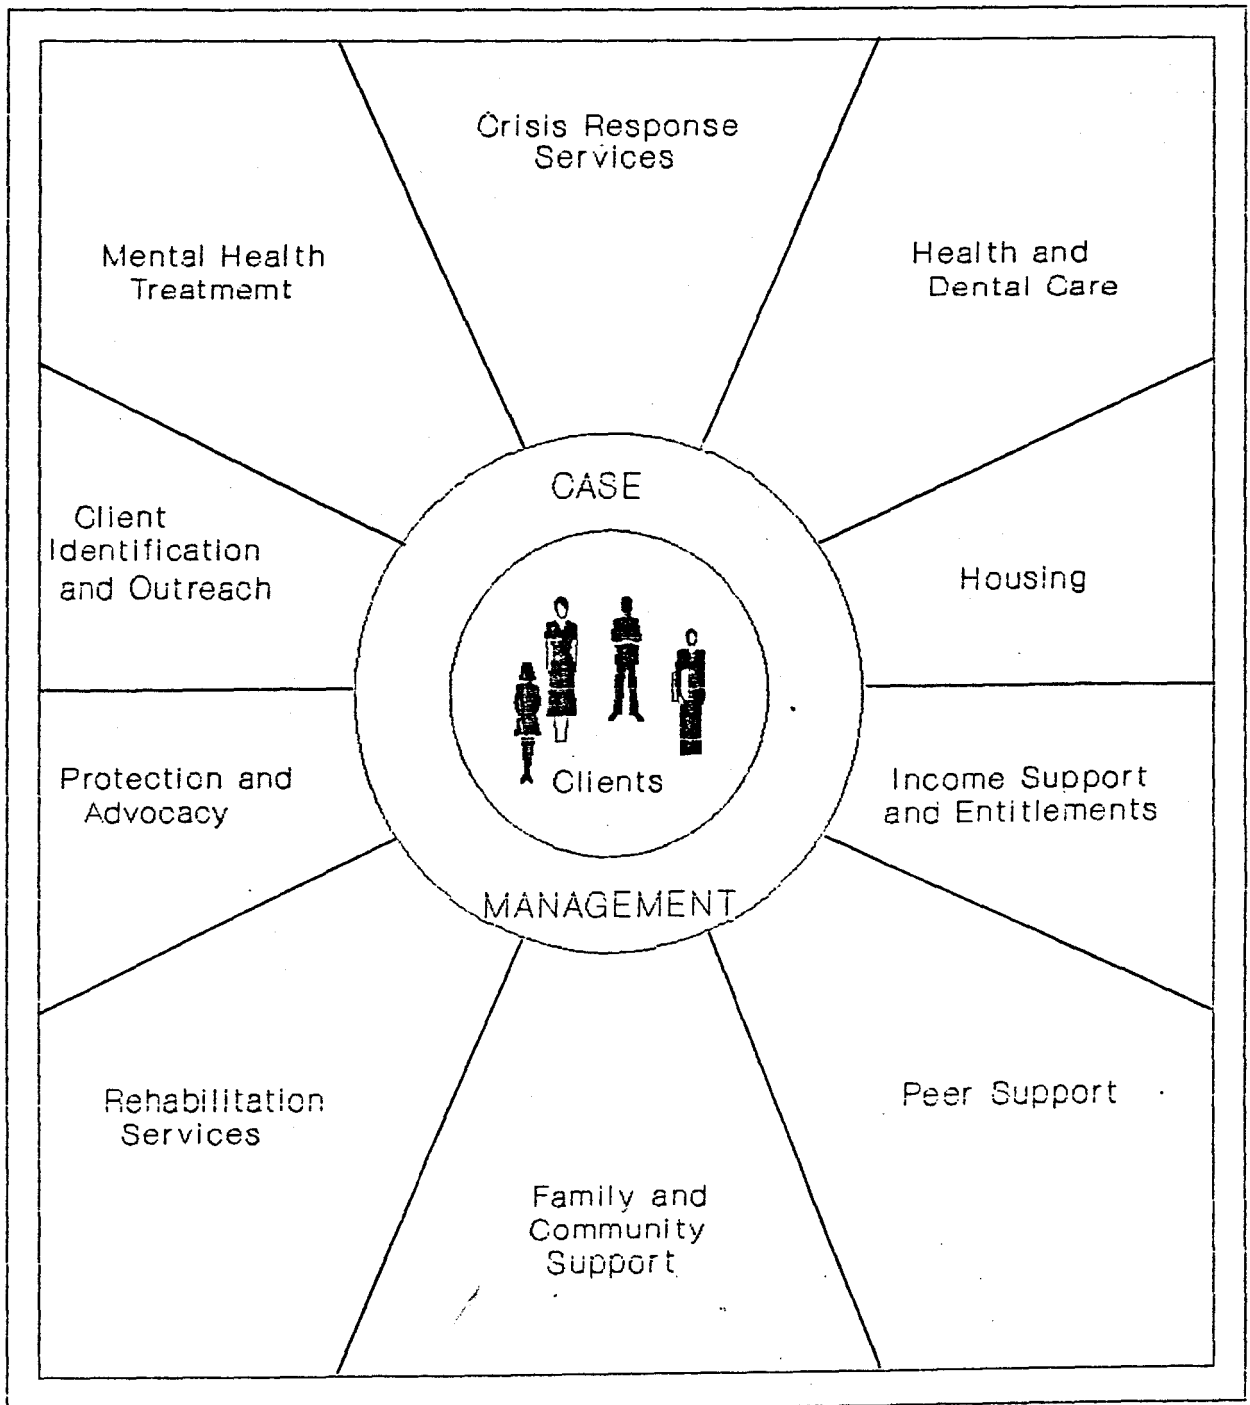 Crisis Response
Services
Mental Health
Treatmemt
Health and
Dental Care
CASE
Client
Identification
and Outreach
Housing
Clients
Protection and
Advocacy
Income Support
and Entitlements
MANAGEMENT
Rehabilitation
Services
Peer Support
Family and
Community
Support